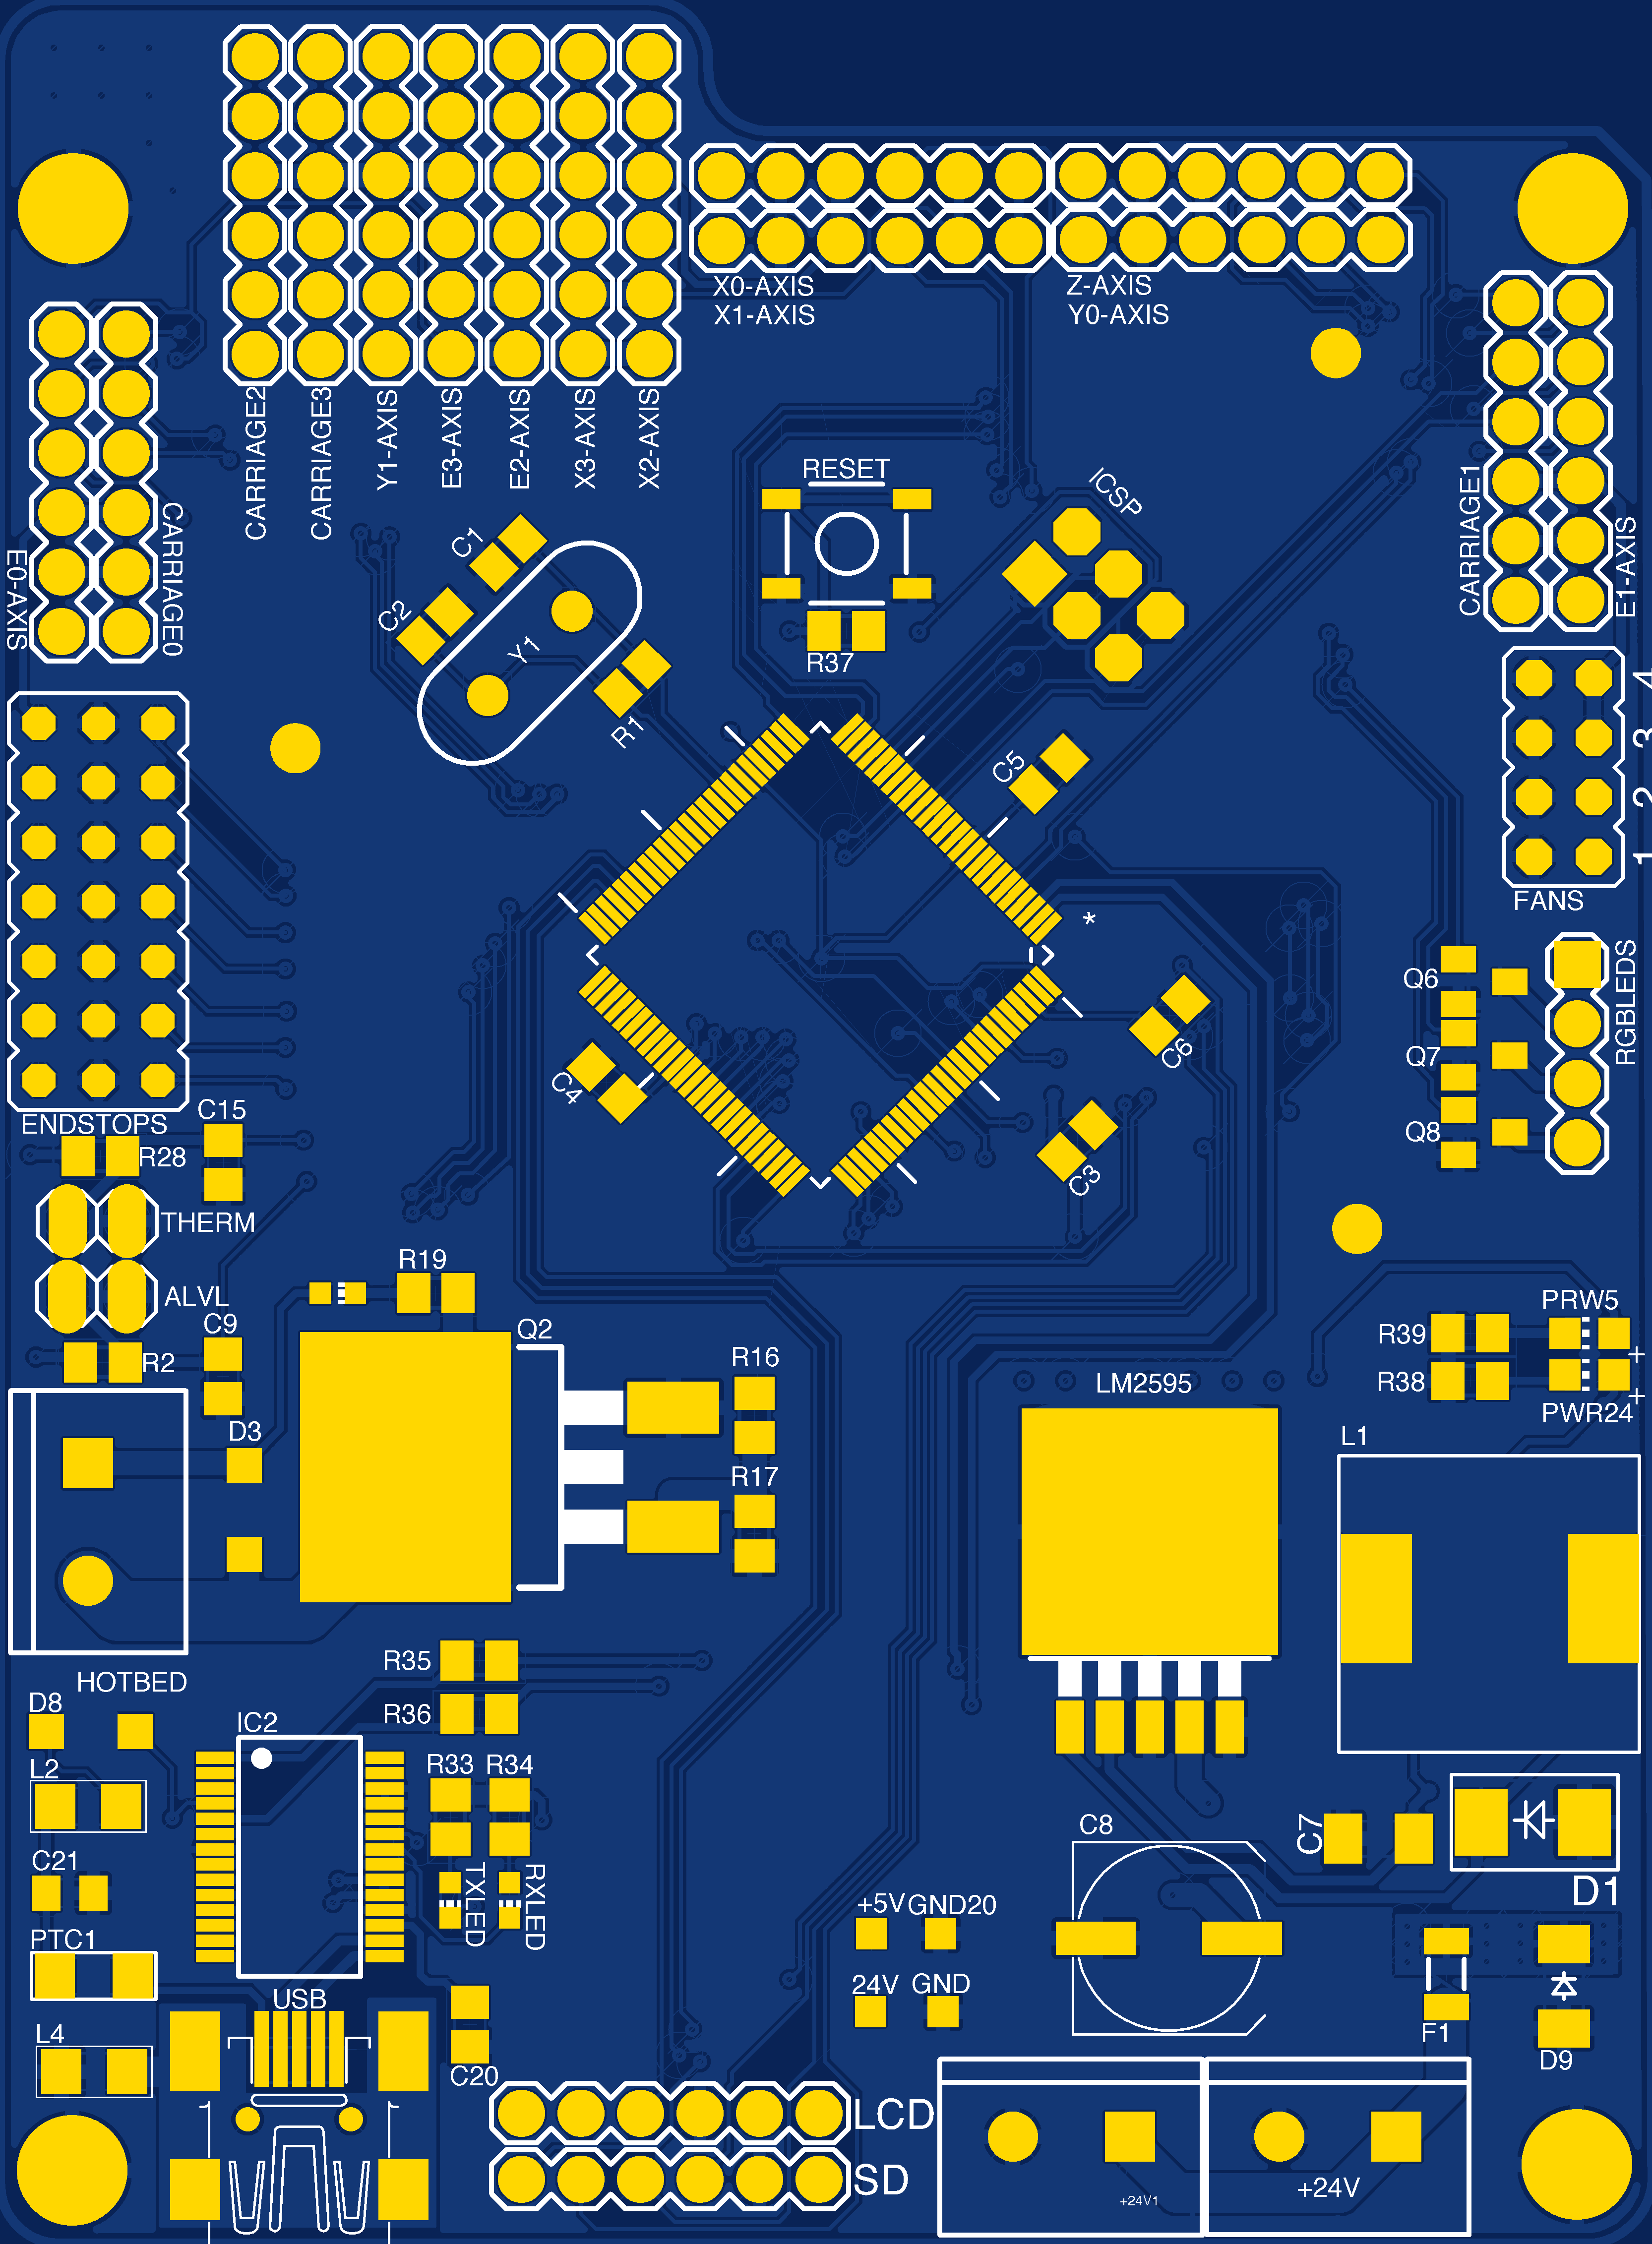 X0-AXIS
X1-AXIS
Z-AXIS
Y0-AXIS
CARRIAGE2
CARRIAGE3
Y1-AXIS
E3-AXIS
E2-AXIS
X3-AXIS
X2-AXIS
E0-AXIS
CARRIAGE0
CARRIAGE1
E1-AXIS
RESET
ICSP
C1
C2
Y1
R37
R1
4
3
2
1
C5
FANS
*
Q6
RGBLEDS
Q7
C6
C4
Q8
ENDSTOPS
C15
R28
C3
THERM
ALVL
R19
C9
PRW5
Q2
R39
R2
R16
LM2595
R38
+
+
PWR24
D3
L1
R17
R35
HOTBED
D8
R36
IC2
L2
R33
R34
C8
C7
C21
TXLED
RXLED
D1
+5V
GND20
PTC1
24V
GND
USB
L4
F1
D9
C20
LCD
SD
+24V
+24V1